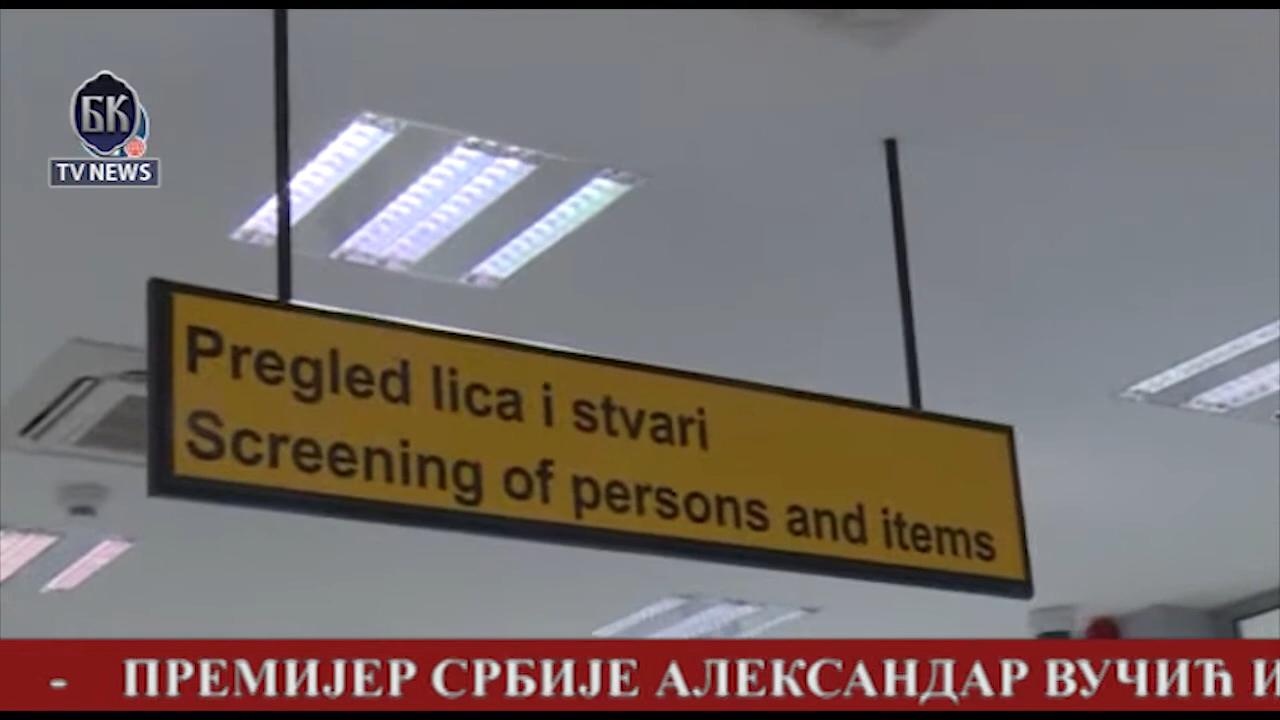 БК
TV NEWS
Pregled lica i stvari
Screening of persons and items
- ПРЕМИЈЕР СРБИЈЕ АЛЕКСАНДАР ВУЧИЋ И